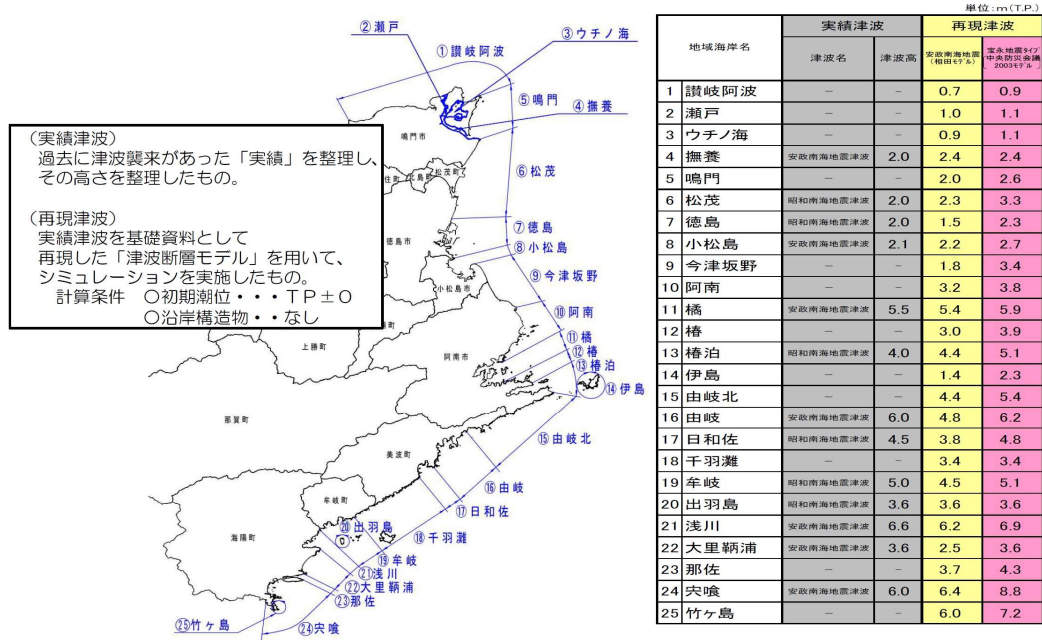 単位:m(T.P.)
②瀬戸
③ウチノ海
①讃岐阿波
⑤鳴門
④撫養
鳴門市
(実績津波)
過去に津波襲来があった「実績」を整理し、
その高さを整理したもの。
(再現津波)
実績津波を基礎資料として
再現した「津波断層モデル」を用いて、
シミュレーションを実施したもの。
計算条件 ○初期潮位・・・TP±0
○沿岸構造物・・なし
松茂町
北島町
住町
⑥松茂
徳島市
⑦徳島
⑧小松島
⑨今津坂野
小松島市
⑩阿南
町
上勝町
阿南市
⑪橘
⑫椿
⑬椿泊
⑭伊島
那賀町
⑮由岐北
美波町
⑯由岐
牟岐町
⑰日和佐
⑳出羽島
⑱千羽灘
海陽町
⑲牟岐
㉑浅川
㉒大里鞆浦
㉓那佐
㉕竹ヶ島
㉔宍喰
地域海岸名 実績津波 再現津波
津波名 津波高 安政南海地震(相田モデル) 宝永地震タイプ中央防災会議2003モデル
1 讃岐阿波 － － 0.7 0.9
2 瀬戸 － － 1.0 1.1
3 ウチノ海 － － 0.9 1.1
4 撫養 安政南海地震津波 2.0 2.4 2.4
5 鳴門 － － 2.0 2.6
6 松茂 昭和南海地震津波 2.0 2.3 3.3
7 徳島 昭和南海地震津波 2.0 1.5 2.3
8 小松島 安政南海地震津波 2.1 2.2 2.7
9 今津坂野 － － 1.8 3.4
10 阿南 － － 3.2 3.8
11 橘 安政南海地震津波 5.5 5.4 5.9
12 椿 － － 3.0 3.9
13 椿泊 昭和南海地震津波 4.0 4.4 5.1
14 伊島 － － 1.4 2.3
15 由岐北 － － 4.4 5.4
16 由岐 安政南海地震津波 6.0 4.8 6.2
17 日和佐 昭和南海地震津波 4.5 3.8 4.8
18 千羽灘 － － 3.4 3.4
19 牟岐 昭和南海地震津波 5.0 4.5 5.1
20 出羽島 昭和南海地震津波 3.6 3.6 3.6
21 浅川 安政南海地震津波 6.6 6.2 6.9
22 大里鞆浦 安政南海地震津波 3.6 2.5 3.6
23 那佐 － － 3.7 4.3
24 宍喰 安政南海地震津波 6.0 6.4 8.8
25 竹ヶ島 － － 6.0 7.2